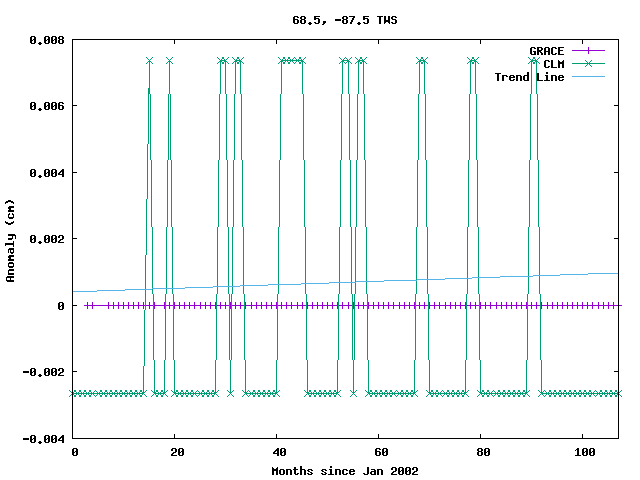 68.5, -87.5 TWS
GRACE
CLM
Trend Line
0.008
0.006
0.004
0.002
0
-0.002
-0.004
Anomaly (cm)
0 20 40 60 80 100
Months since Jan 2002